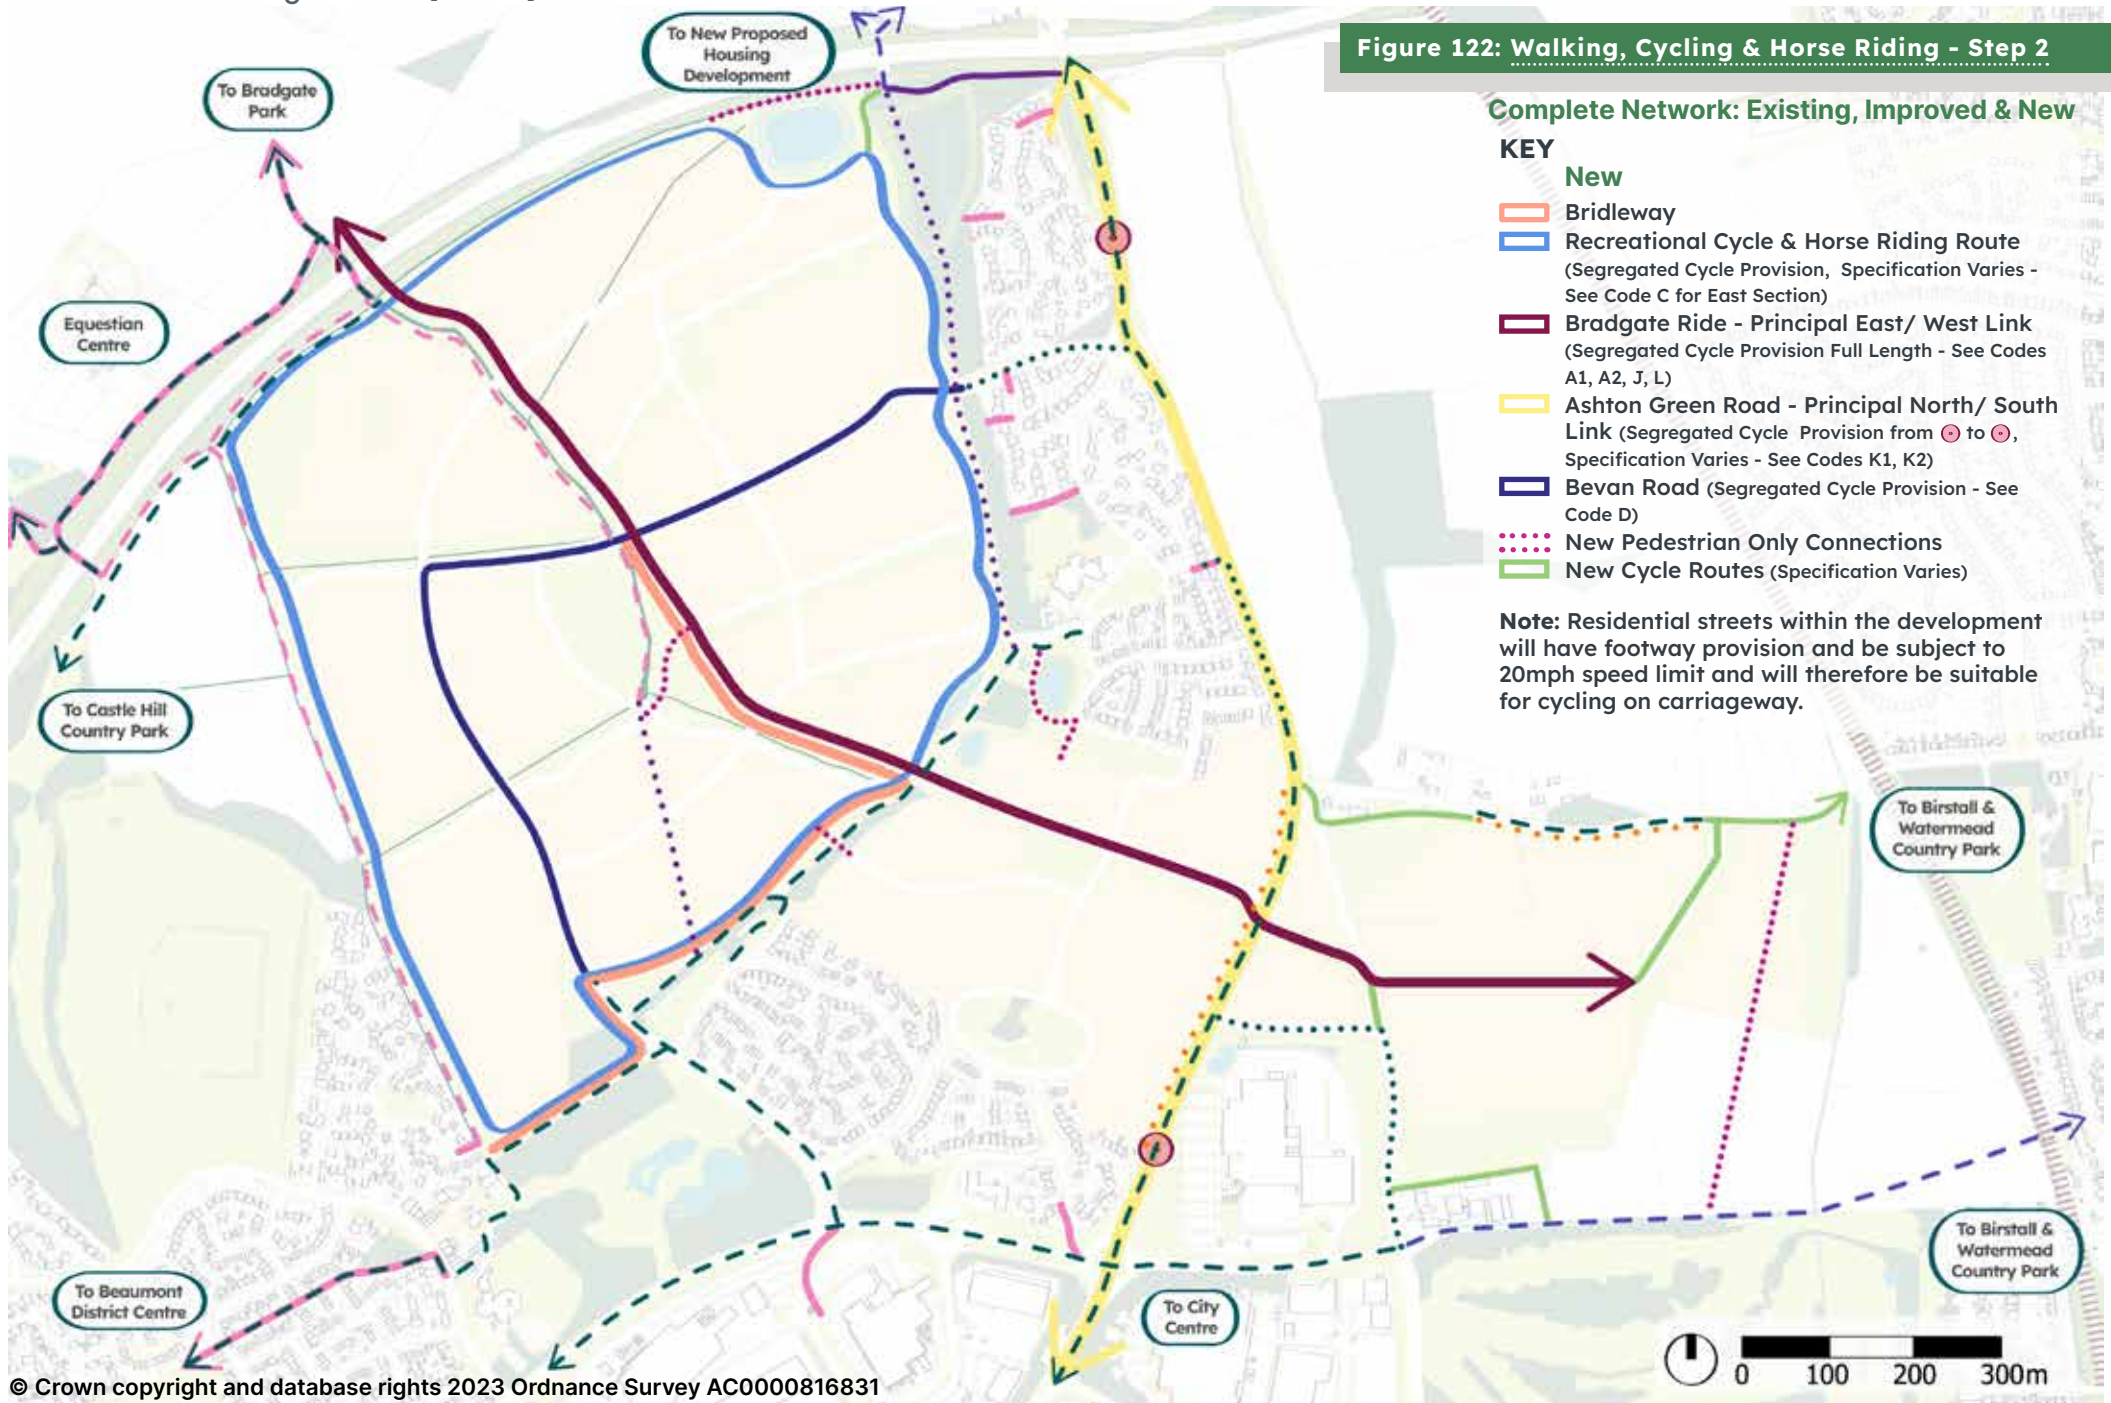 To New Proposed
Housing
Development
Figure 122: Walking, Cycling & Horse Riding - Step 2
Complete Network: Existing, Improved & New
KEY
New
Bridleway
Recreational Cycle & Horse Riding Route
(Segregated Cycle Provision, Specification Varies -
See Code C for East Section)
Bradgate Ride - Principal East/ West Link
(Segregated Cycle Provision Full Length - See Codes
A1, A2, J, L)
Ashton Green Road - Principal North/ South
Link (Segregated Cycle Provision from to ,
Specification Varies - See Codes K1, K2)
Bevan Road (Segregated Cycle Provision - See
Code D)
New Pedestrian Only Connections
New Cycle Routes (Specification Varies)
Note: Residential streets within the development
will have footway provision and be subject to
20mph speed limit and will therefore be suitable
for cycling on carriageway.
To Bradgate
Park
Equestian
Centre
To Castle Hill
Country Park
To Birstall &
Watermead
Country Park
To Birstall &
Watermead
Country Park
To Beaumont
District Centre
To City
Centre
0 100 200 300m
© Crown copyright and database rights 2023 Ordnance Survey AC0000816831